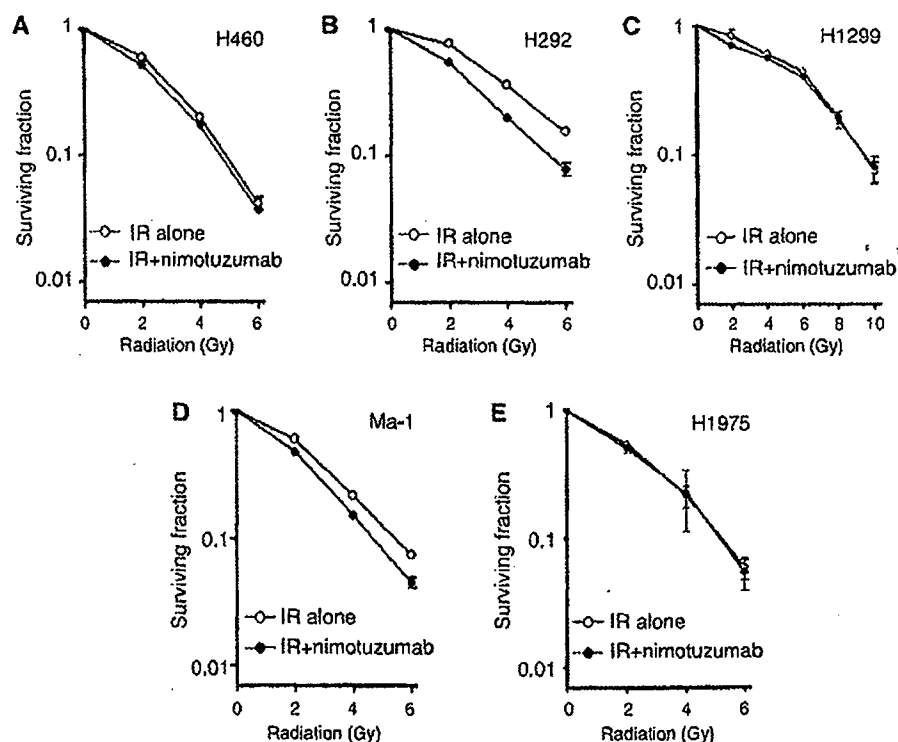 A
H460
1
0.1
0.01
Surviving fraction
IR alone
IR+nimotuzumab
0 2 4 6
Radiation (Gy)
B
H292
1
0.1
0.01
Surviving fraction
IR alone
IR+nimotuzumab
0 2 4 6
Radiation (Gy)
C
H1299
1
0.1
0.01
Surviving fraction
IR alone
IR+nimotuzumab
0 2 4 6 8 10
Radiation (Gy)
D
Ma-1
1
0.1
0.01
Surviving fraction
IR alone
IR+nimotuzumab
0 2 4 6
Radiation (Gy)
E
H1975
1
0.1
0.01
Surviving fraction
IR alone
IR+nimotuzumab
0 2 4 6
Radiation (Gy)